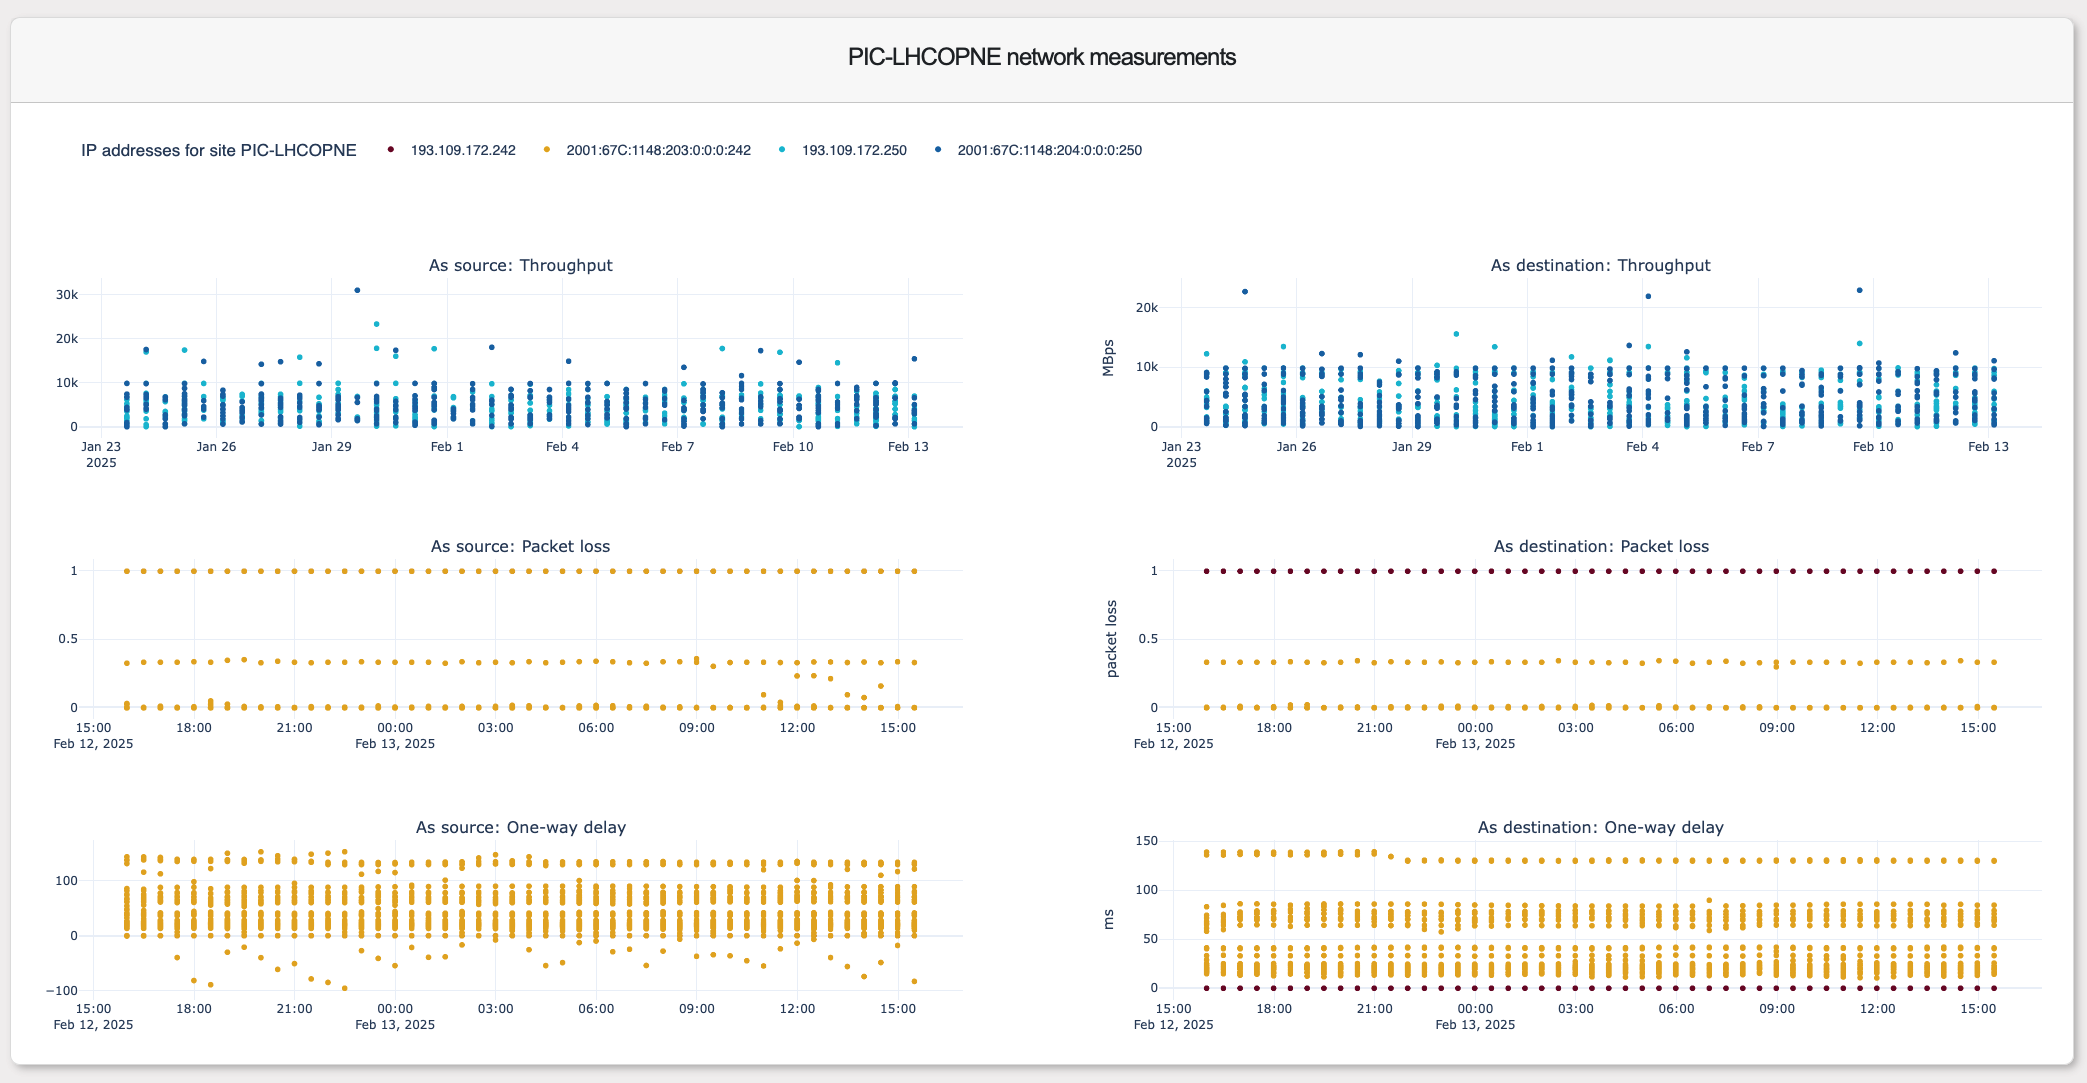 PIC-LHCOPNE network measurements
IP addresses for site PIC-LHCOPNE 193.109.172.242 2001:67C:1148:203:0:0:0:242 193.109.172.250 2001:67C:1148:204:0:0:0:250
As source: Throughput
30k
20k
10k
0
Jan 23 Jan 26 Jan 29 Feb 1 Feb 4 Feb 7 Feb 10 Feb 13
2025
As destination: Throughput
MBps
20k
10k
0
Jan 23 Jan 26 Jan 29 Feb 1 Feb 4 Feb 7 Feb 10 Feb 13
2025
As source: Packet loss
1
0.5
0
15:00 18:00 21:00 00:00 03:00 06:00 09:00 12:00 15:00
Feb 12, 2025 Feb 13, 2025
As destination: Packet loss
packet loss
1
0.5
0
15:00 18:00 21:00 00:00 03:00 06:00 09:00 12:00 15:00
Feb 12, 2025 Feb 13, 2025
As source: One-way delay
100
0
−100
15:00 18:00 21:00 00:00 03:00 06:00 09:00 12:00 15:00
Feb 12, 2025 Feb 13, 2025
As destination: One-way delay
ms
150
100
50
0
15:00 18:00 21:00 00:00 03:00 06:00 09:00 12:00 15:00
Feb 12, 2025 Feb 13, 2025